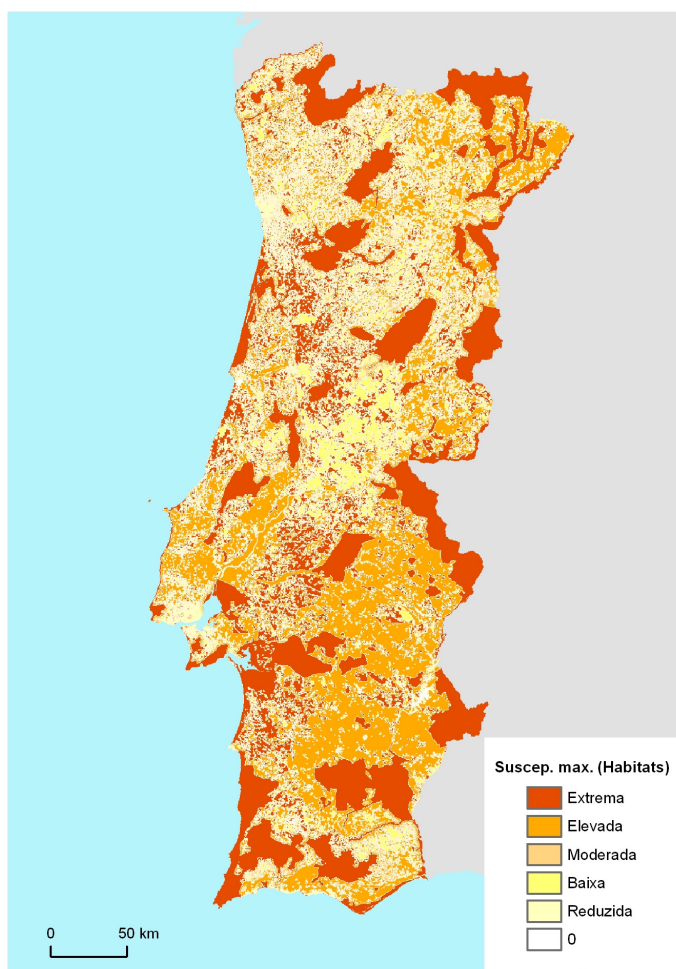 Suscep. max. (Habitats)
Extrema
Elevada
Moderada
Baixa
Reduzida
0
0 50 km